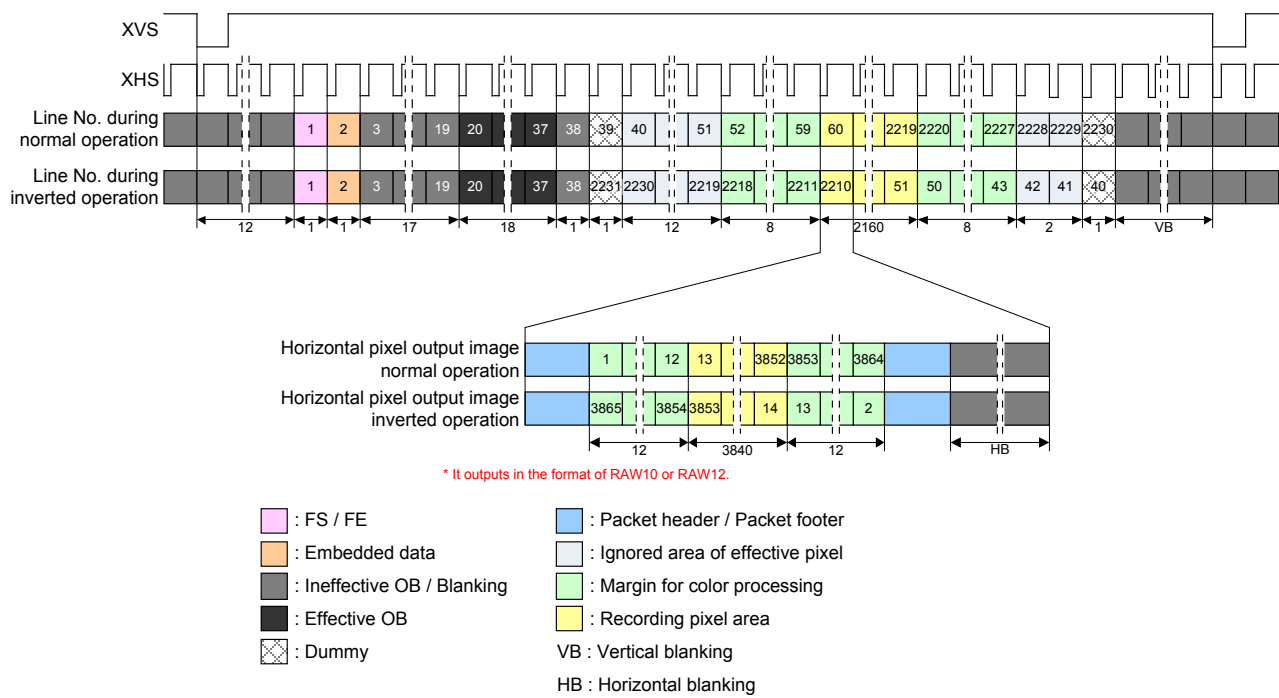 XVS
XHS
Line No. during
normal operation
1 2 3 19 20 37 38 39 40 51 52 59 60 2219 2220 2227 2228 2229 2230
Line No. during
inverted operation
1 2 3 19 20 37 38 2231 2230 2219 2218 2211 2210 51 50 43 42 41 40
12 1 1 17 18 1 1 12 8 2160 8 2 1 VB
Horizontal pixel output image
normal operation
1 12 13 3852 3853 3864
Horizontal pixel output image
inverted operation
3865 3854 3853 14 13 2
12 3840 12 HB
* It outputs in the format of RAW10 or RAW12.
: FS / FE
: Embedded data
: Ineffective OB / Blanking
: Effective OB
: Dummy
: Packet header / Packet footer
: Ignored area of effective pixel
: Margin for color processing
: Recording pixel area
VB : Vertical blanking
HB : Horizontal blanking